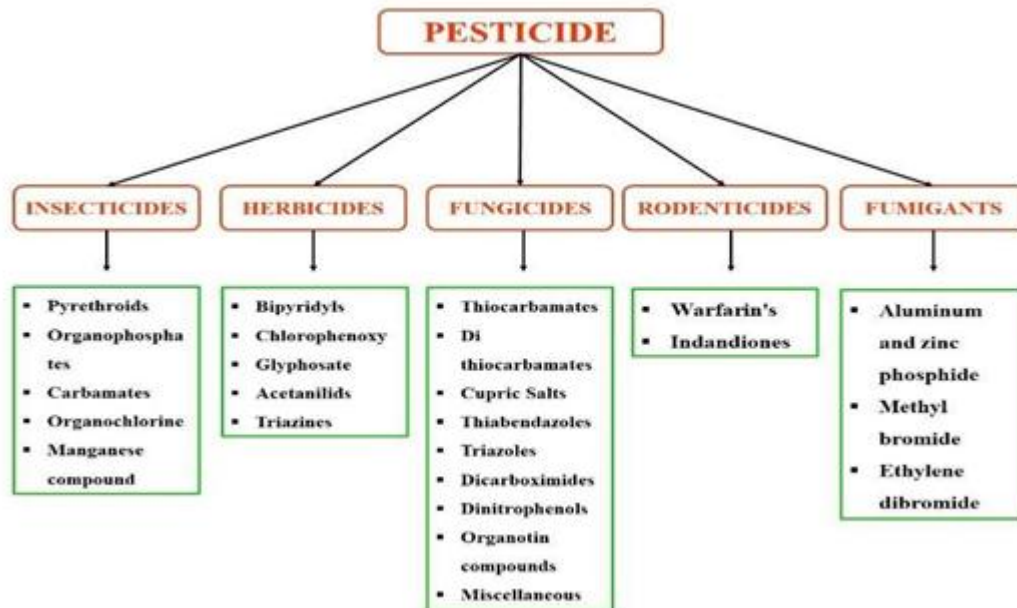 PESTICIDE
INSECTICIDES
HERBICIDES
FUNGICIDES
RODENTICIDES
FUMIGANTS
▪ Pyrethroids
▪ Organophospha
tes
▪ Carbamates
▪ Organochlorine
▪ Manganese
compound
▪ Bipyridyls
▪ Chlorophenoxy
▪ Glyphosate
▪ Acetanilids
▪ Triazines
▪ Thiocarbamates
▪ Di
thiocarbamates
▪ Cupric Salts
▪ Thiabendazoles
▪ Triazoles
▪ Dicarboximides
▪ Dinitrophenols
▪ Organotin
compounds
▪ Miscellaneous
▪ Warfarin's
▪ Indandiones
▪ Aluminum
and zinc
phosphide
▪ Methyl
bromide
▪ Ethylene
dibromide